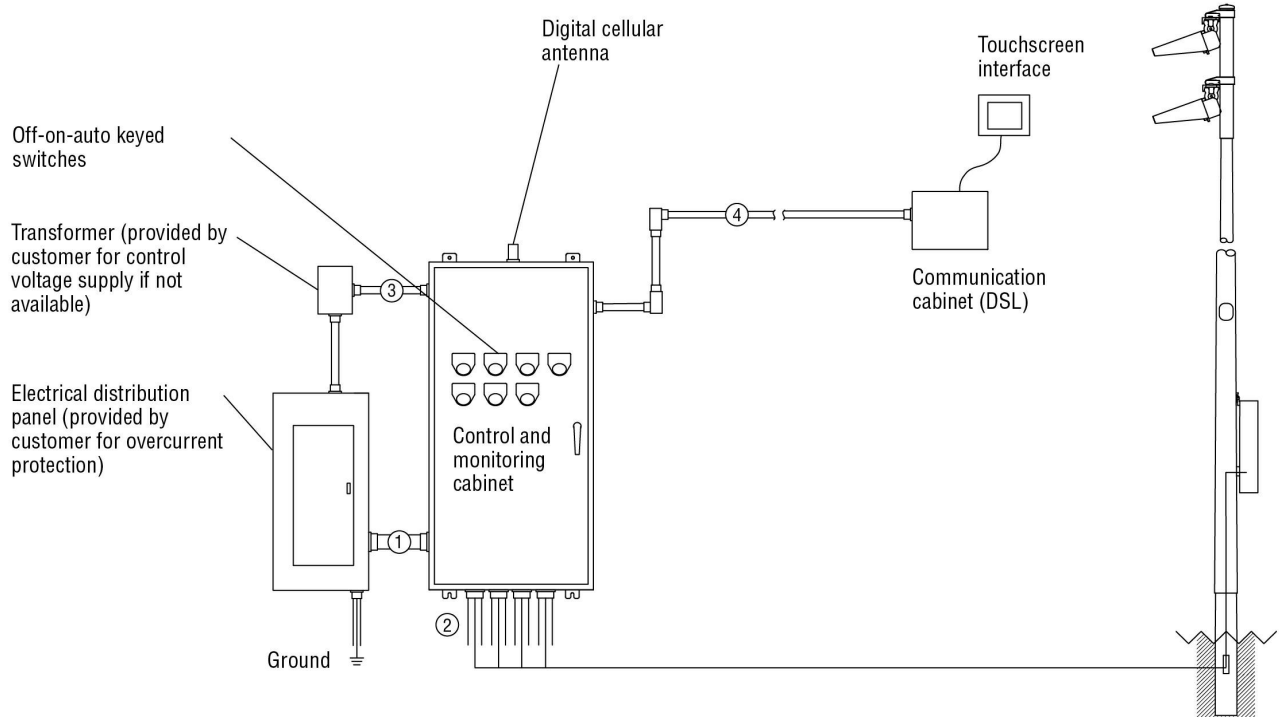 Digital cellular
antenna
Touchscreen
interface
Off-on-auto keyed
switches
Transformer (provided by
customer for control
voltage supply if not
available)
4
3
Communication
cabinet (DSL)
Electrical distribution
panel (provided by
customer for overcurrent
protection)
Control and
monitoring
cabinet
1
2
Ground